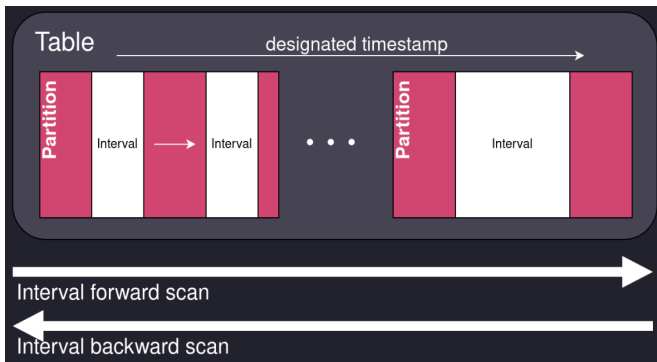 Table
designated timestamp
Partition
Interval
Interval
Partition
Interval
Interval forward scan
Interval backward scan